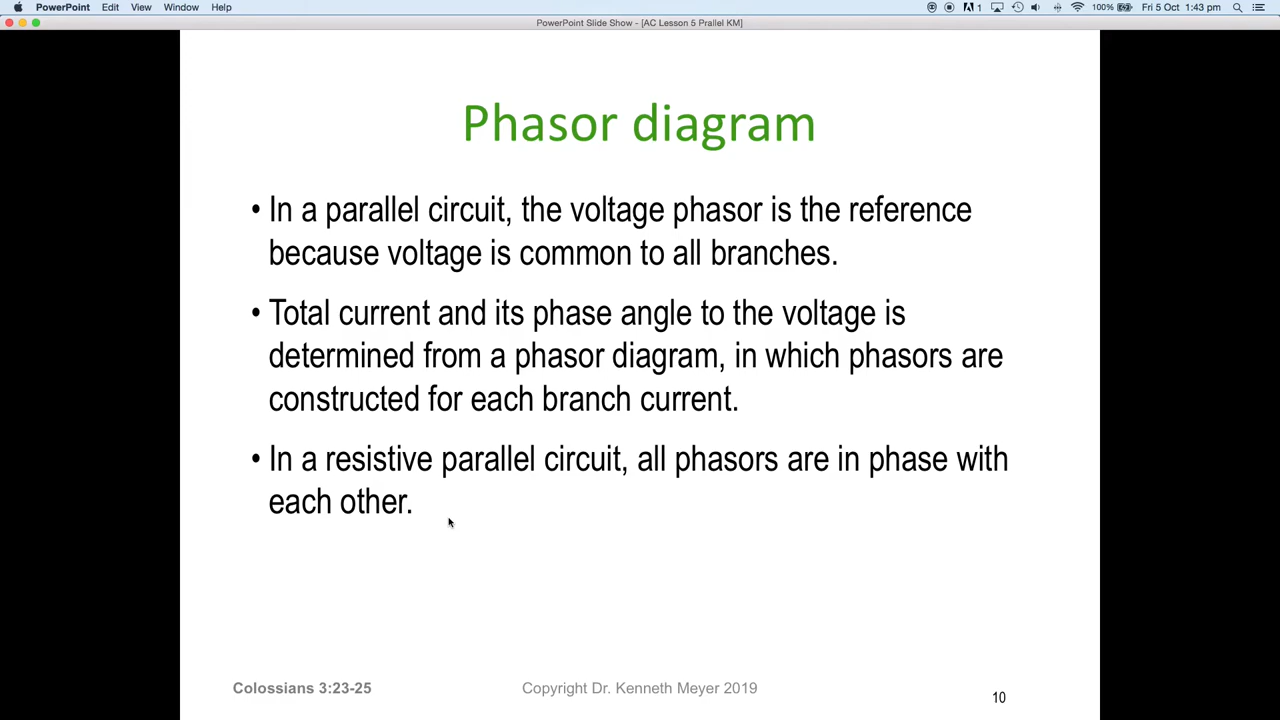 PowerPoint Edit View Window Help 1 100% Fri 5 Oct 1:43 pm
PowerPoint Slide Show - [AC Lesson 5 Prallel KM]
Phasor diagram
• In a parallel circuit, the voltage phasor is the reference
because voltage is common to all branches.
• Total current and its phase angle to the voltage is
determined from a phasor diagram, in which phasors are
constructed for each branch current.
• In a resistive parallel circuit, all phasors are in phase with
each other.
Colossians 3:23-25 Copyright Dr. Kenneth Meyer 2019 10